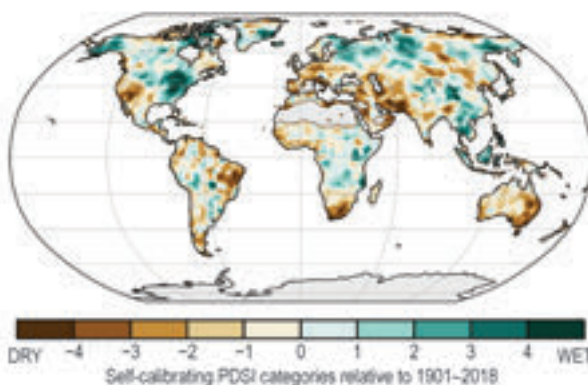 DRY −4 −3 −2 −1 0 1 2 3 4 WET
Self-calibrating PDSI categories relative to 1901–2018